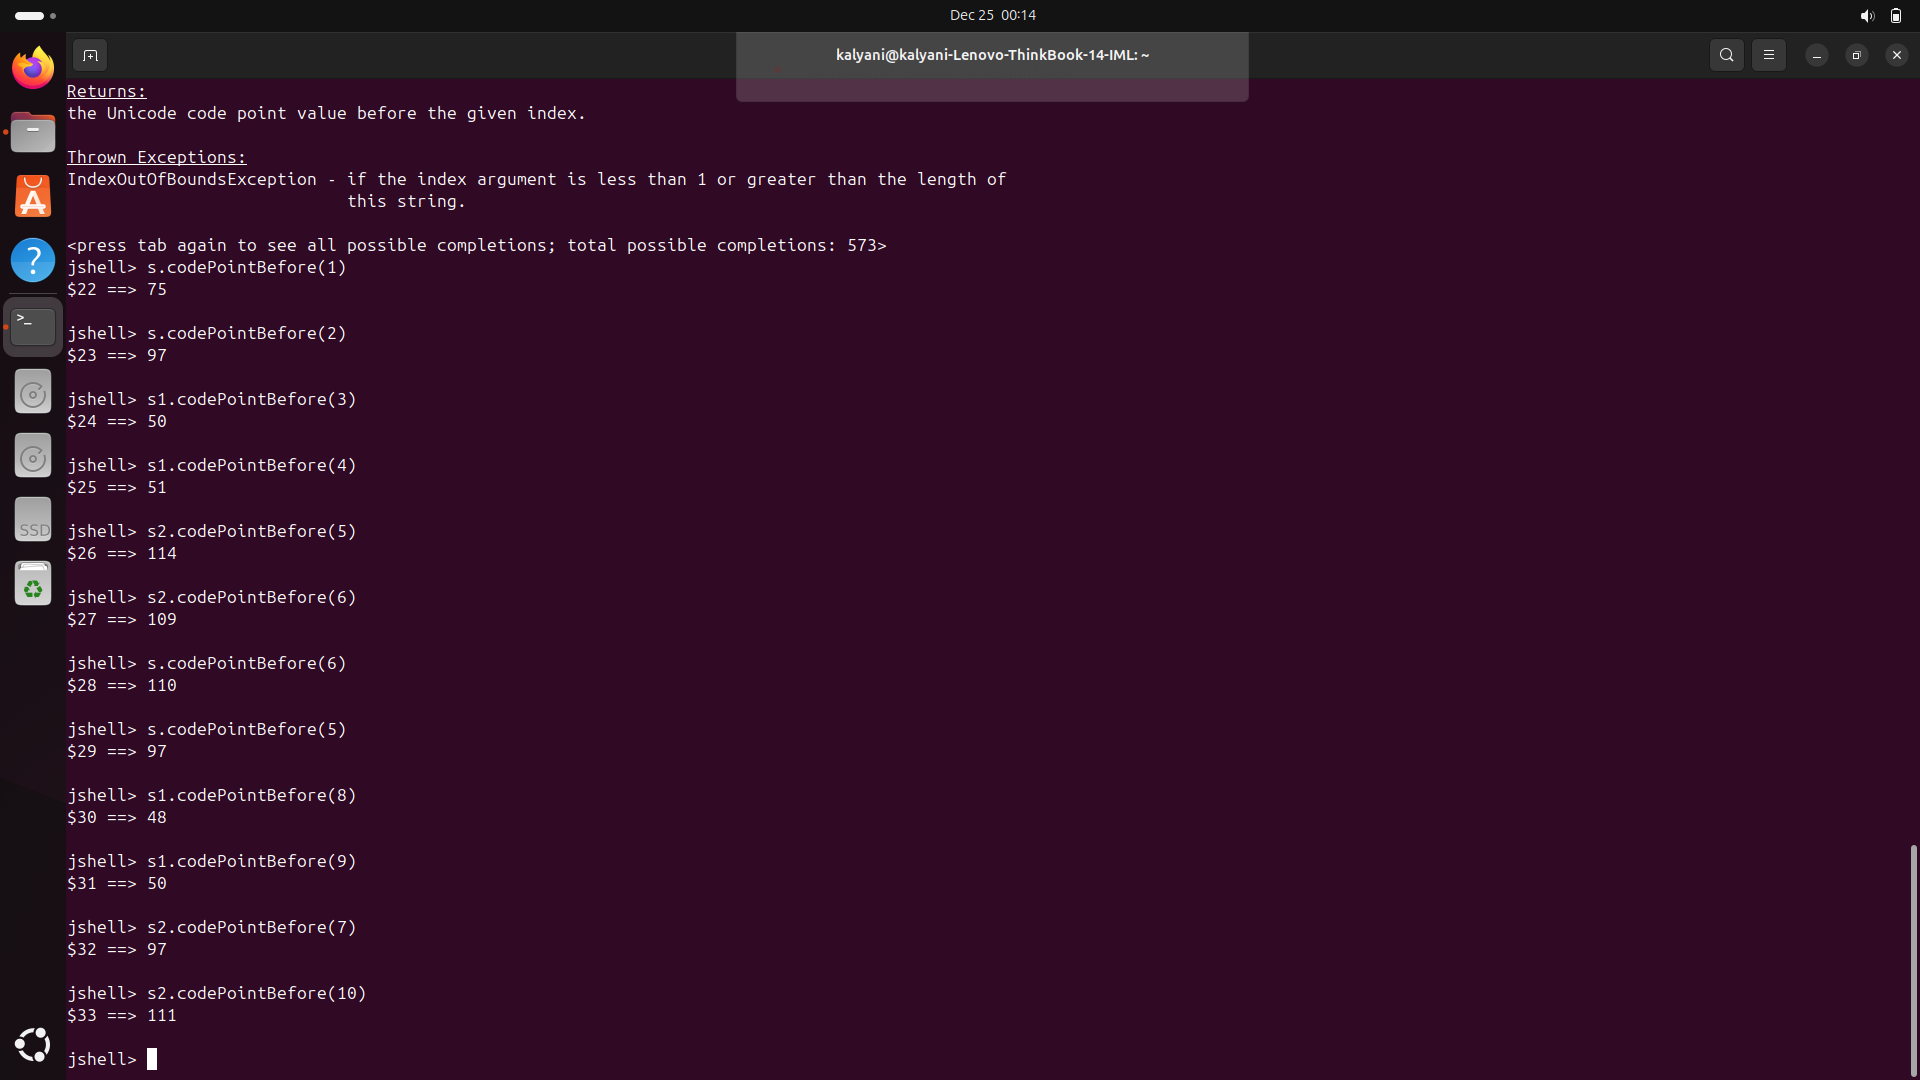 Dec 25 00:14
kalyani@kalyani-Lenovo-ThinkBook-14-IML: ~
Returns:
the Unicode code point value before the given index.
Thrown Exceptions:
IndexOutOfBoundsException - if the index argument is less than 1 or greater than the length of
this string.
<press tab again to see all possible completions; total possible completions: 573>
jshell> s.codePointBefore(1)
$22 ==> 75
jshell> s.codePointBefore(2)
$23 ==> 97
jshell> s1.codePointBefore(3)
$24 ==> 50
jshell> s1.codePointBefore(4)
$25 ==> 51
jshell> s2.codePointBefore(5)
$26 ==> 114
jshell> s2.codePointBefore(6)
$27 ==> 109
jshell> s.codePointBefore(6)
$28 ==> 110
jshell> s.codePointBefore(5)
$29 ==> 97
jshell> s1.codePointBefore(8)
$30 ==> 48
jshell> s1.codePointBefore(9)
$31 ==> 50
jshell> s2.codePointBefore(7)
$32 ==> 97
jshell> s2.codePointBefore(10)
$33 ==> 111
jshell>
SSD